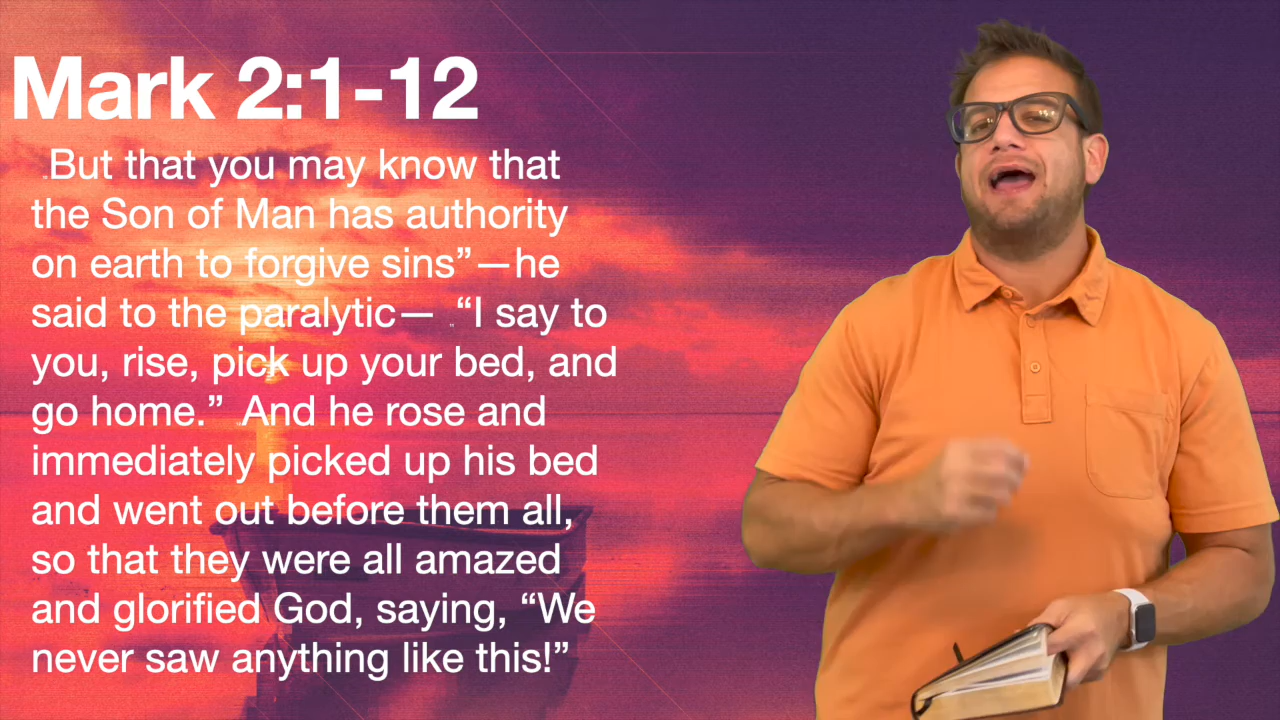 Mark 2:1-12
But that you may know that
the Son of Man has authority
on earth to forgive sins”—he
said to the paralytic— “I say to
you, rise, pick up your bed, and
go home.” And he rose and
immediately picked up his bed
and went out before them all,
so that they were all amazed
and glorified God, saying, “We
never saw anything like this!”